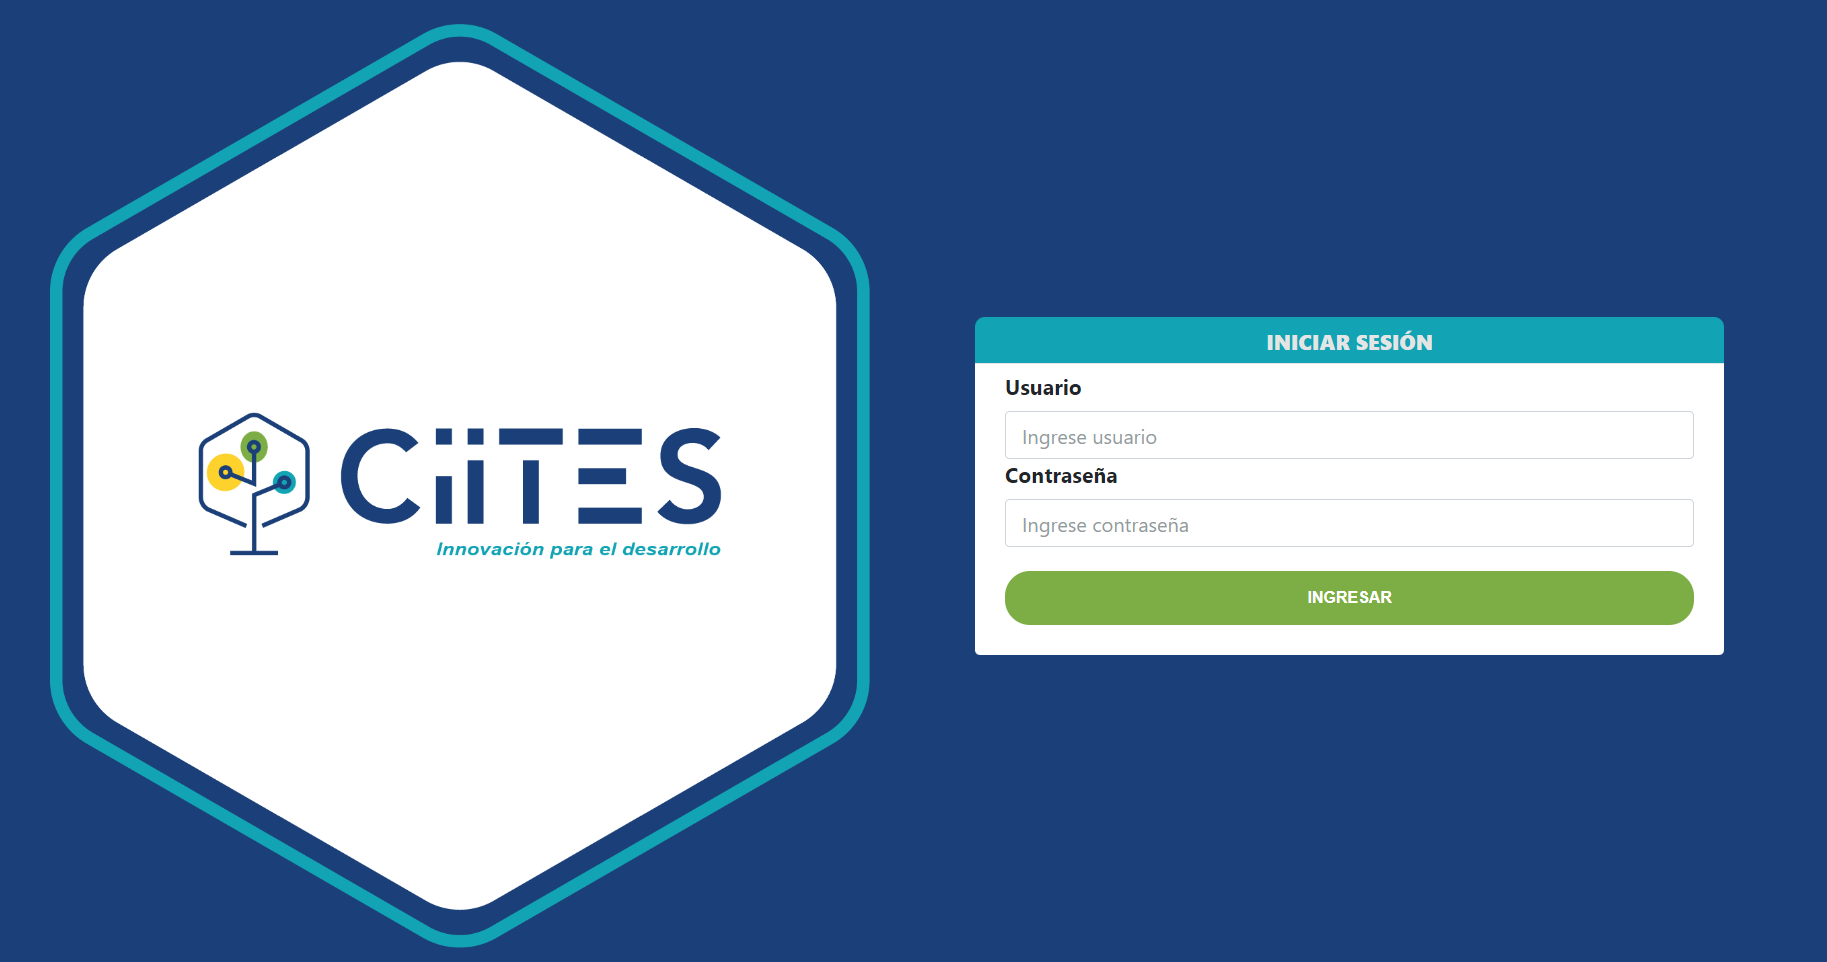 CiiTES
Innovación para el desarrollo
INICIAR SESIÓN
Usuario
Ingrese usuario
Contraseña
Ingrese contraseña
INGRESAR